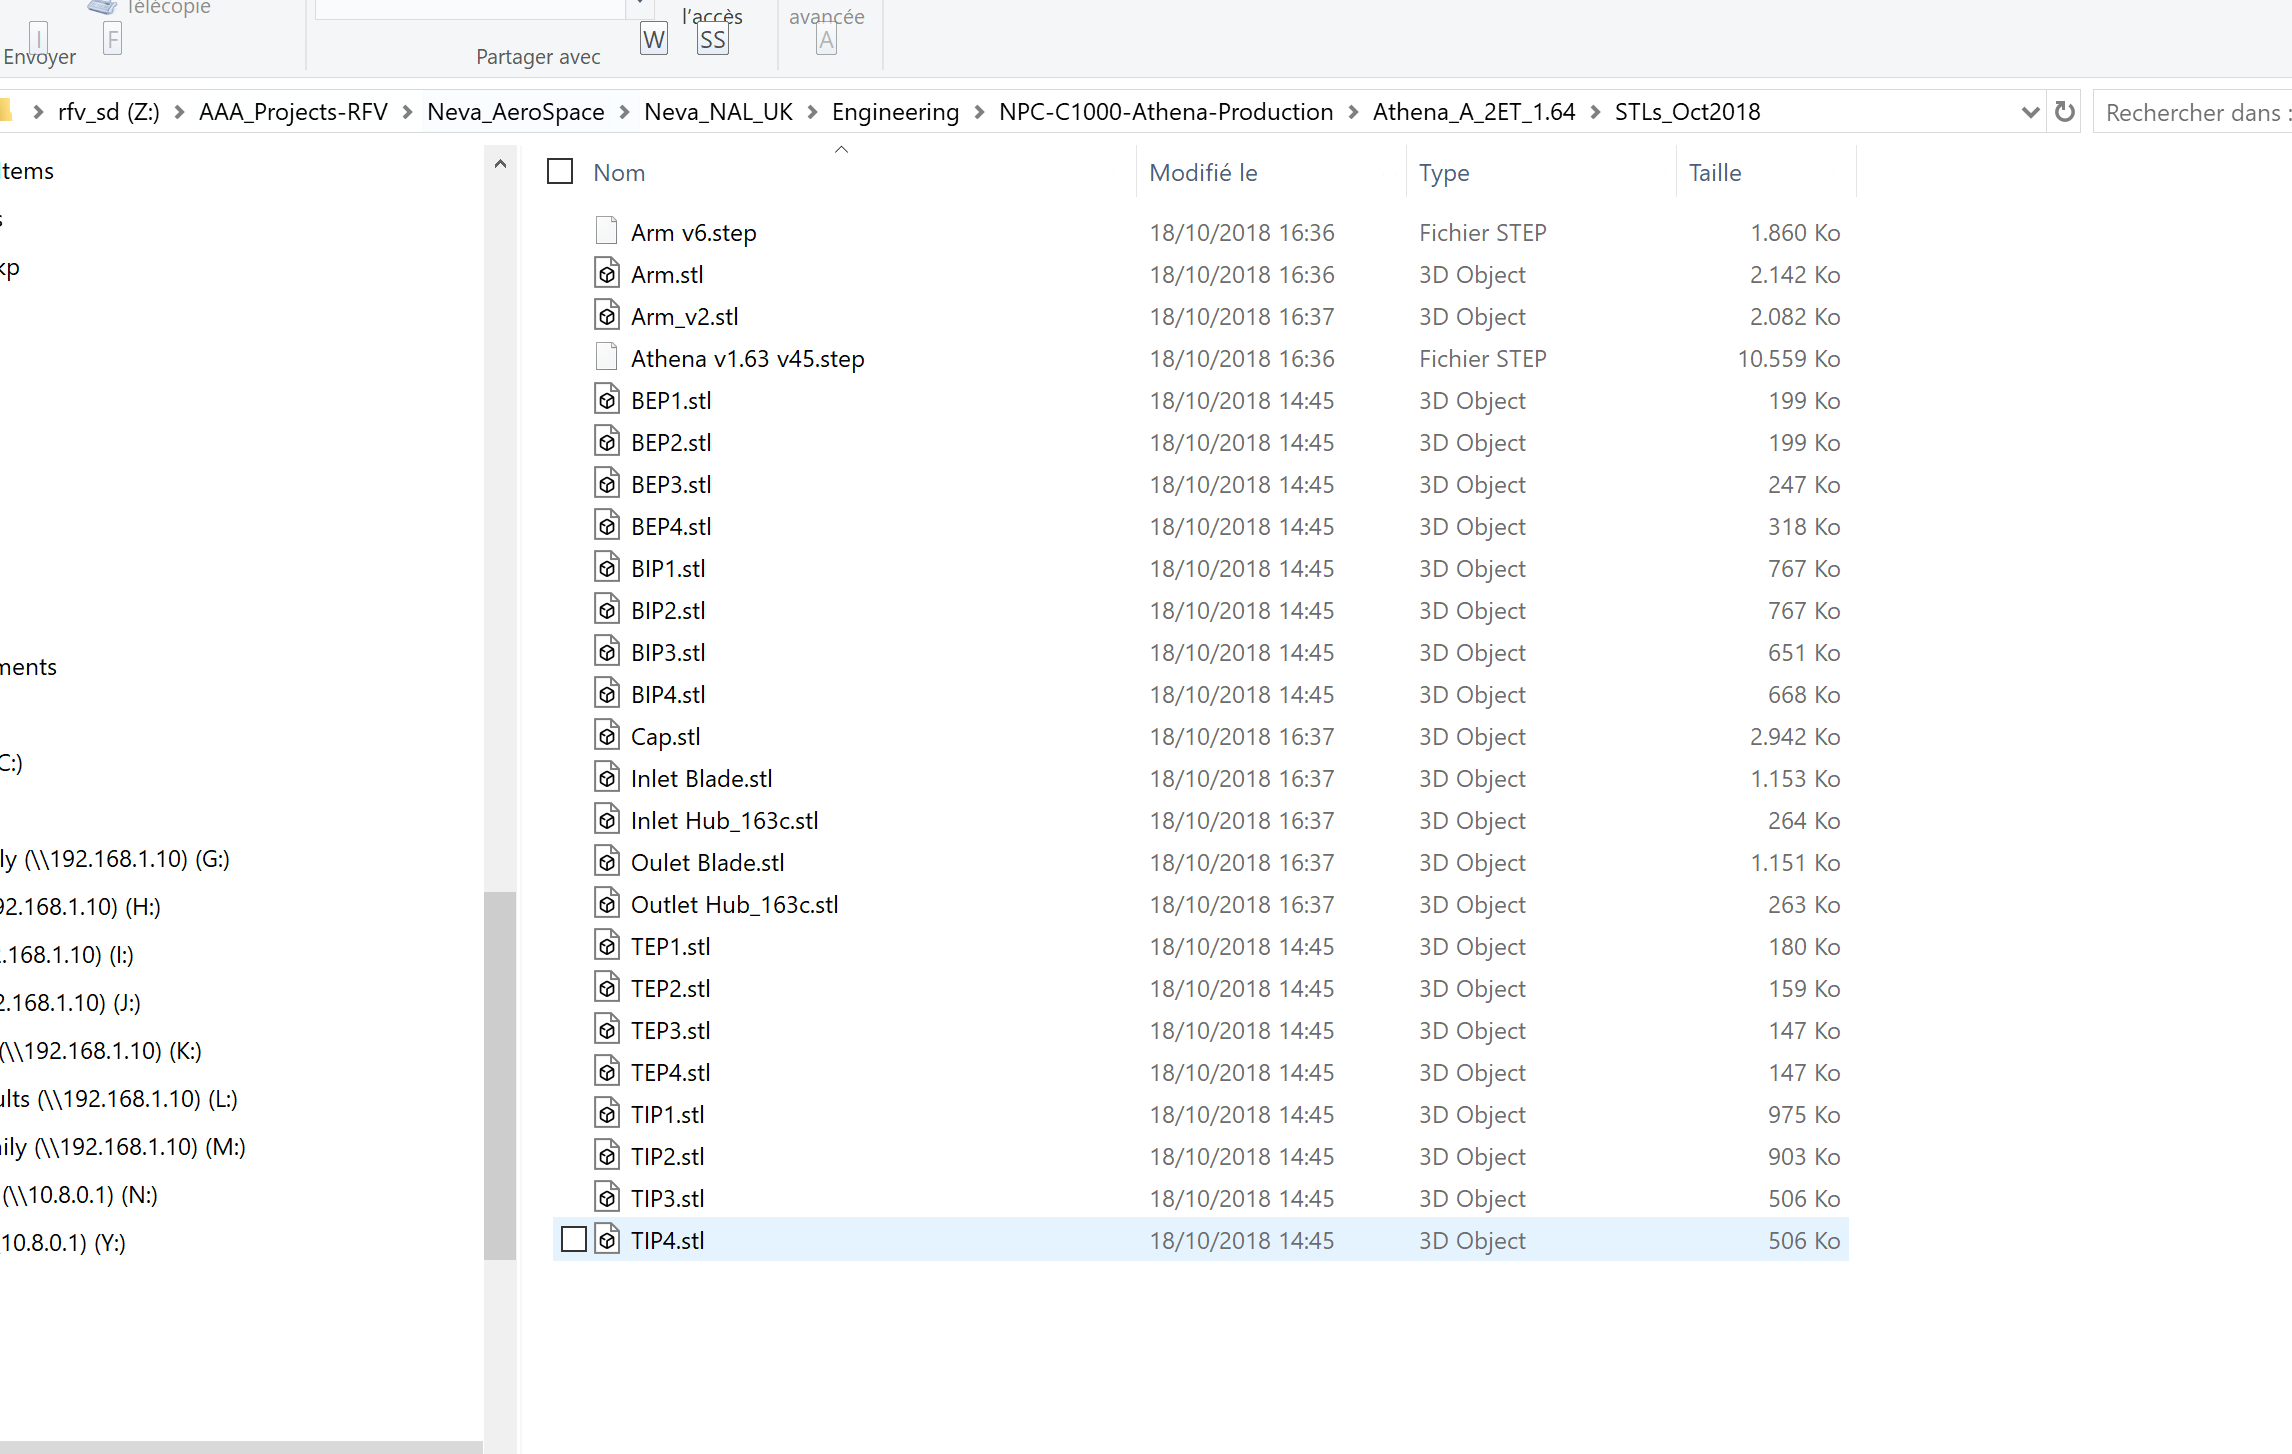 Télécopie
l'accès
avancée
I
F
W
SS
A
Envoyer
Partager avec
rfv_sd (Z:) AAA_Projects-RFV Neva_AeroSpace Neva_NAL_UK Engineering NPC-C1000-Athena-Production Athena_A_2ET_1.64 STLs_Oct2018
Rechercher dans :
Items
s
kp
ments
C:)
ly (\\192.168.1.10) (G:)
92.168.1.10) (H:)
.168.1.10) (I:)
2.168.1.10) (J:)
(\\192.168.1.10) (K:)
ults (\\192.168.1.10) (L:)
ily (\\192.168.1.10) (M:)
(\\10.8.0.1) (N:)
10.8.0.1) (Y:)
Nom Modifié le Type Taille
Arm v6.step 18/10/2018 16:36 Fichier STEP 1.860 Ko
Arm.stl 18/10/2018 16:36 3D Object 2.142 Ko
Arm_v2.stl 18/10/2018 16:37 3D Object 2.082 Ko
Athena v1.63 v45.step 18/10/2018 16:36 Fichier STEP 10.559 Ko
BEP1.stl 18/10/2018 14:45 3D Object 199 Ko
BEP2.stl 18/10/2018 14:45 3D Object 199 Ko
BEP3.stl 18/10/2018 14:45 3D Object 247 Ko
BEP4.stl 18/10/2018 14:45 3D Object 318 Ko
BIP1.stl 18/10/2018 14:45 3D Object 767 Ko
BIP2.stl 18/10/2018 14:45 3D Object 767 Ko
BIP3.stl 18/10/2018 14:45 3D Object 651 Ko
BIP4.stl 18/10/2018 14:45 3D Object 668 Ko
Cap.stl 18/10/2018 16:37 3D Object 2.942 Ko
Inlet Blade.stl 18/10/2018 16:37 3D Object 1.153 Ko
Inlet Hub_163c.stl 18/10/2018 16:37 3D Object 264 Ko
Oulet Blade.stl 18/10/2018 16:37 3D Object 1.151 Ko
Outlet Hub_163c.stl 18/10/2018 16:37 3D Object 263 Ko
TEP1.stl 18/10/2018 14:45 3D Object 180 Ko
TEP2.stl 18/10/2018 14:45 3D Object 159 Ko
TEP3.stl 18/10/2018 14:45 3D Object 147 Ko
TEP4.stl 18/10/2018 14:45 3D Object 147 Ko
TIP1.stl 18/10/2018 14:45 3D Object 975 Ko
TIP2.stl 18/10/2018 14:45 3D Object 903 Ko
TIP3.stl 18/10/2018 14:45 3D Object 506 Ko
TIP4.stl 18/10/2018 14:45 3D Object 506 Ko